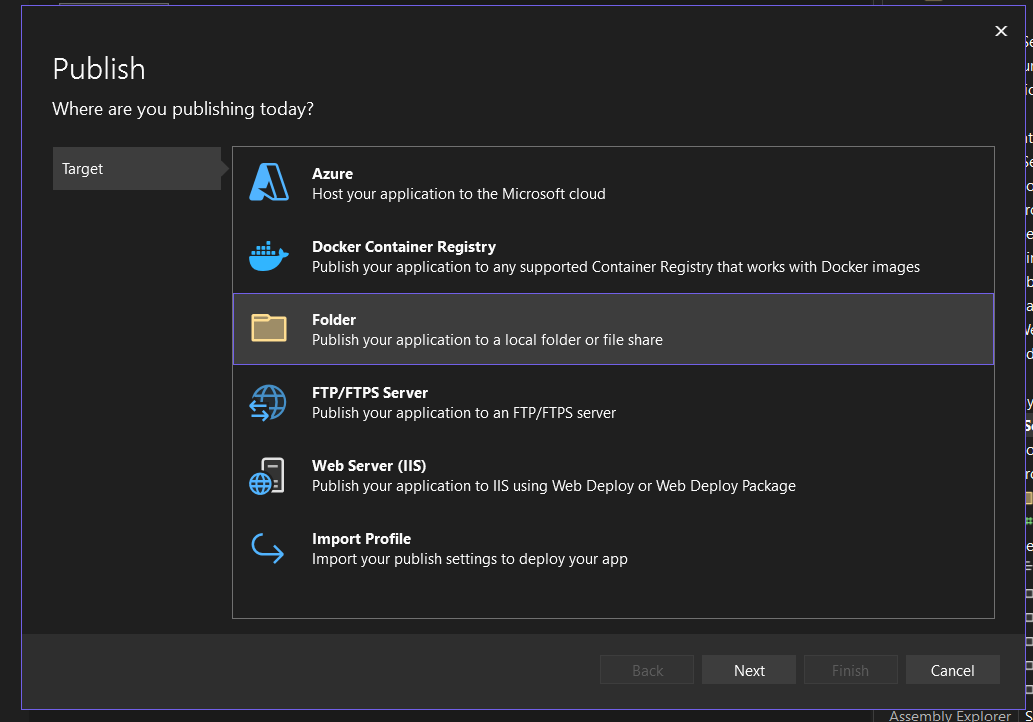 Publish
Where are you publishing today?
Target
Azure
Host your application to the Microsoft cloud
Docker Container Registry
Publish your application to any supported Container Registry that works with Docker images
Folder
Publish your application to a local folder or file share
FTP/FTPS Server
Publish your application to an FTP/FTPS server
Web Server (IIS)
Publish your application to IIS using Web Deploy or Web Deploy Package
Import Profile
Import your publish settings to deploy your app
Back
Next
Finish
Cancel
Assembly Explorer